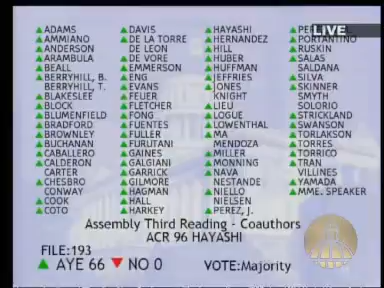 LIVE
ADAMS DAVIS HAYASHI PE
AMMIANO DE LA TORRE HERNANDEZ PORTANTINO
ANDERSON DE LEON HILL RUSKIN
ARAMBULA DE VORE HUBER SALAS
BEALL EMMERSON HUFFMAN SALDANA
BERRYHILL, B. ENG JEFFRIES SILVA
BERRYHILL, T. EVANS JONES SKINNER
BLAKESLEE FEUER KNIGHT SMYTH
BLOCK FLETCHER LIEU SOLORIO
BLUMENFIELD FONG LOGUE STRICKLAND
BRADFORD FUENTES LOWENTHAL SWANSON
BROWNLEY FULLER MA TORLAKSON
BUCHANAN FURUTANI MENDOZA TORRES
CABALLERO GAINES MILLER TORRICO
CALDERON GALGIANI MONNING TRAN
CARTER GARRICK NAVA VILLINES
CHESBRO GILMORE NESTANDE YAMADA
CONWAY HAGMAN NIELLO MME. SPEAKER
COOK HALL NIELSEN
COTO HARKEY PEREZ, J.
Assembly Third Reading - Coauthors
ACR 96 HAYASHI
FILE:193
AYE 66 NO 0 VOTE:Majority